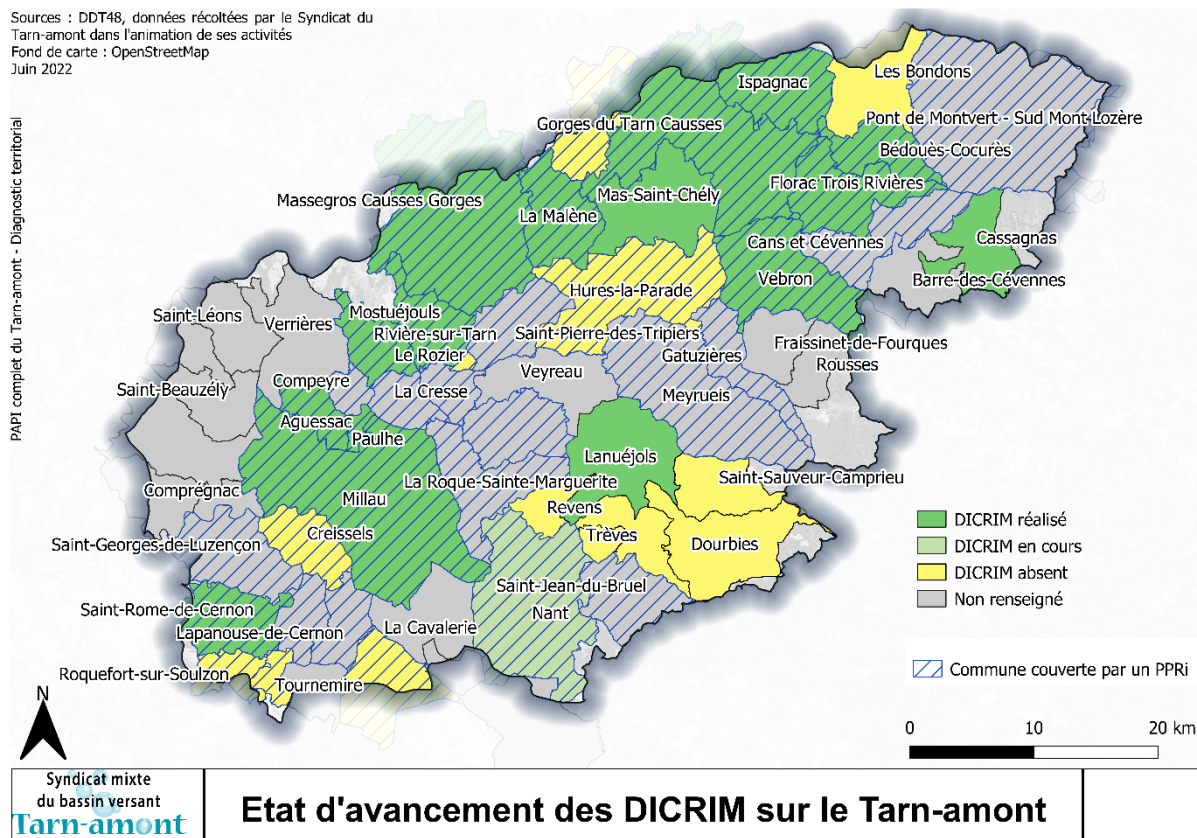 Sources : DDT48, données récoltées par le Syndicat du
Tarn-amont dans l'animation de ses activités
Fond de carte : OpenStreetMap
Juin 2022
PAPI complet du Tarn-amont - Diagnostic territorial
Ispagnac
Les Bondons
Gorges du Tarn Causses
Pont de Montvert - Sud Mont Lozère
Bédouès-Cocurès
Florac Trois Rivières
Mas-Saint-Chély
Massegros Causses Gorges
La Malène
Cans et Cévennes
Cassagnas
Vebron
Barre-des-Cévennes
Hures-la-Parade
Saint-Léons
Verrières
Mostuéjouls
Rivière-sur-Tarn
Saint-Pierre-des-Tripiers
Le Rozier
Gatuzières
Fraissinet-de-Fourques
Rousses
Veyreau
Saint-Beauzély
Compeyre
La Cresse
Meyrueis
Aguessac
Paulhe
Lanuéjols
Saint-Sauveur-Camprieu
La Roque-Sainte-Marguerite
Comprégnac
Millau
Revens
Trèves
Dourbies
Creissels
Saint-Georges-de-Luzençon
Saint-Jean-du-Bruel
Nant
Saint-Rome-de-Cernon
Lapanouse-de-Cernon
La Cavalerie
Roquefort-sur-Soulzon
Tournemire
DICRIM réalisé
DICRIM en cours
DICRIM absent
Non renseigné
Commune couverte par un PPRi
N
0 10 20 km
Syndicat mixte
du bassin versant
Tarn-amont
Etat d'avancement des DICRIM sur le Tarn-amont